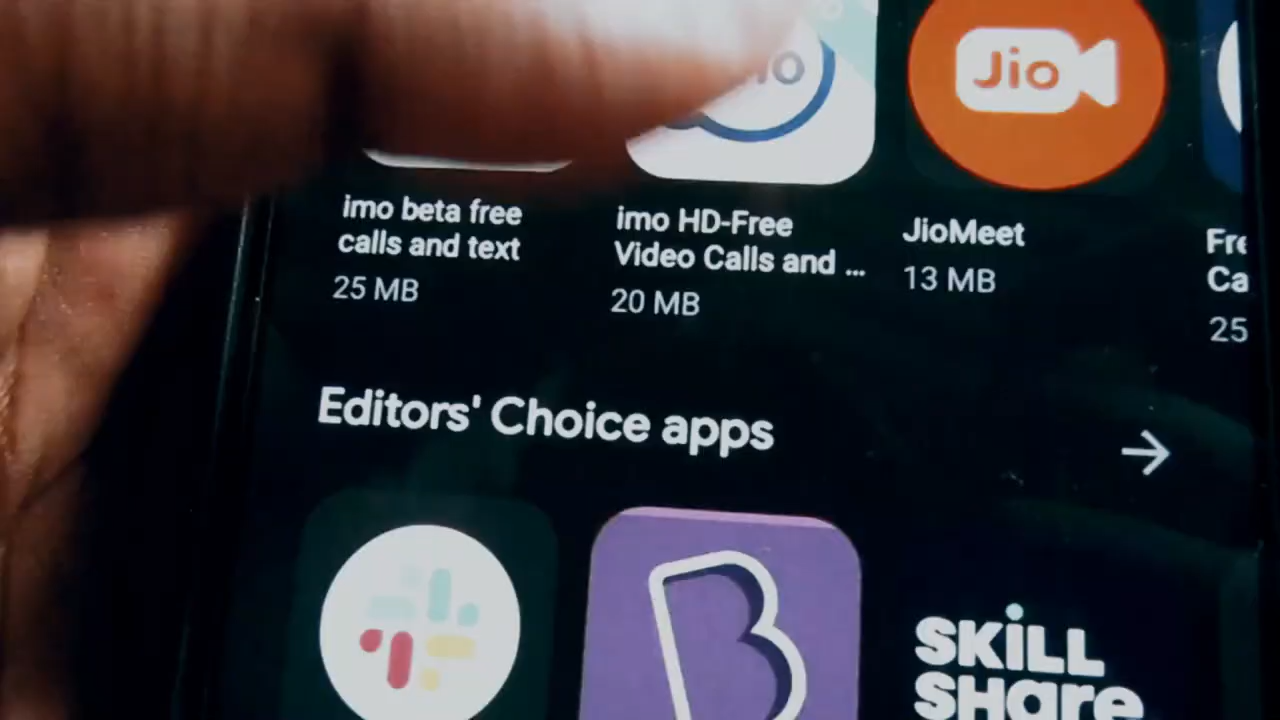 Jio
imo beta free
calls and text
25 MB
imo HD-Free
Video Calls and ...
20 MB
JioMeet
13 MB
25
Editors' Choice apps
B
SKiLL
SHare